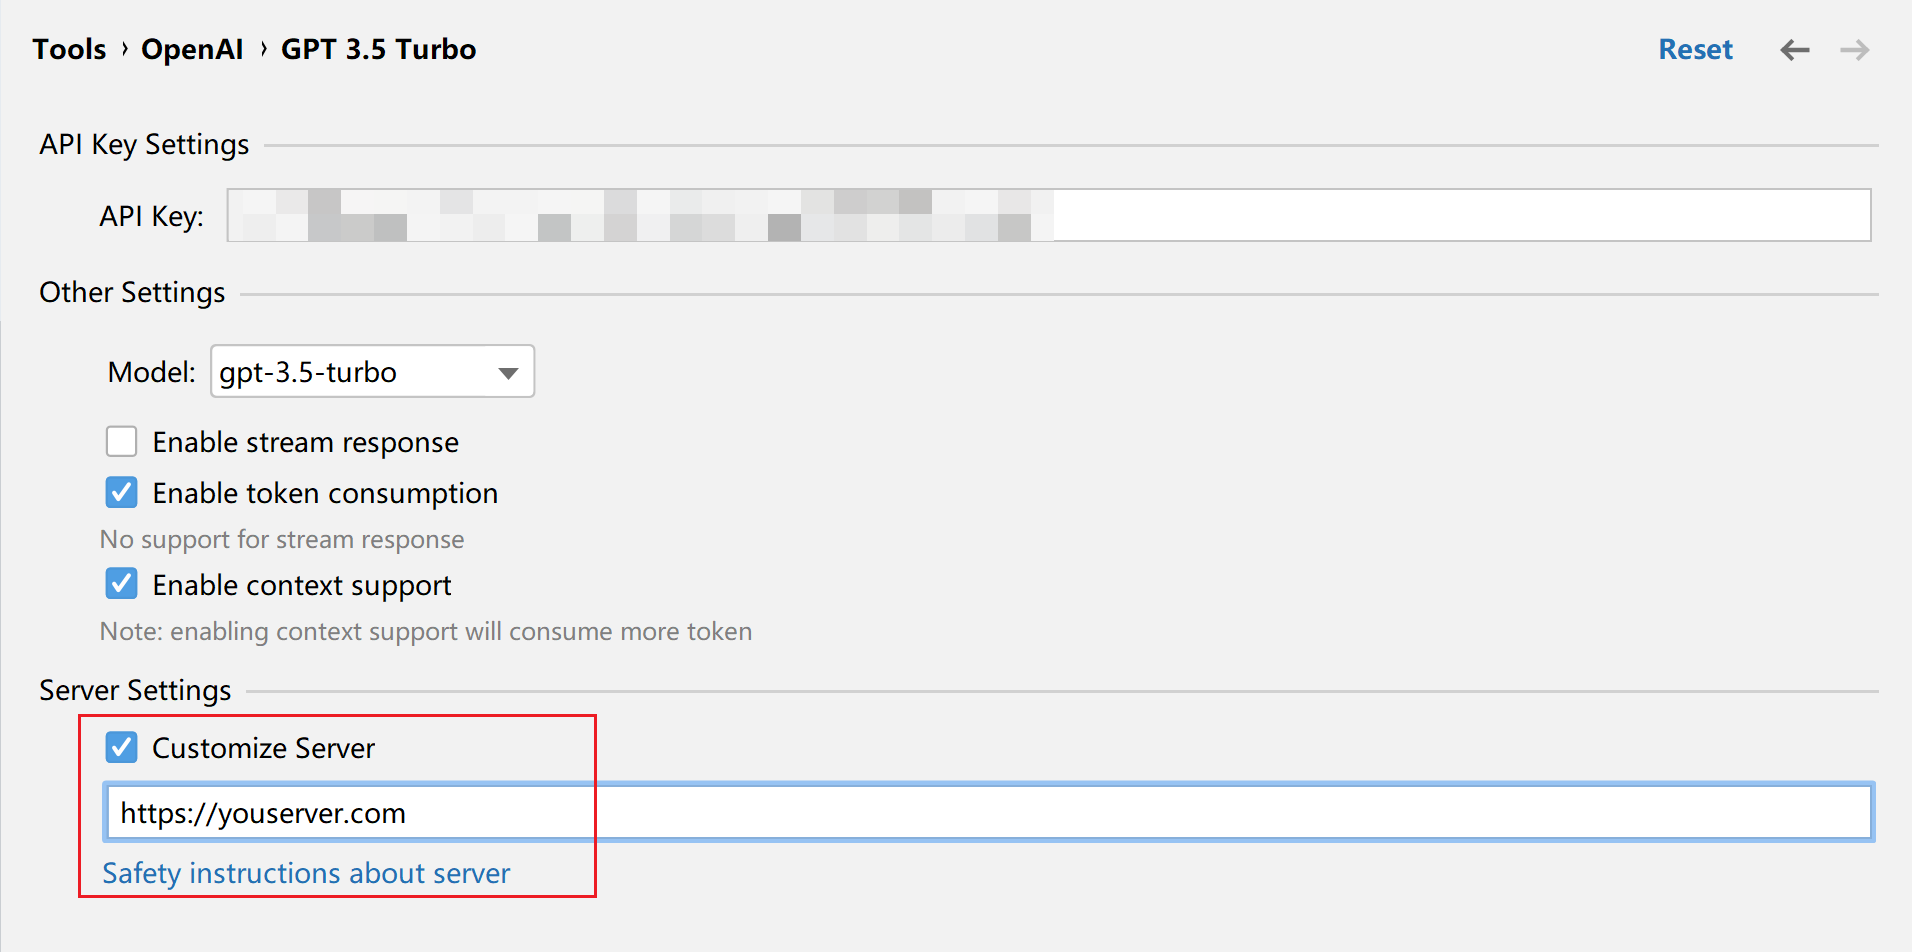 Tools › OpenAI › GPT 3.5 Turbo Reset
API Key Settings
API Key:
Other Settings
Model: gpt-3.5-turbo
Enable stream response
Enable token consumption
No support for stream response
Enable context support
Note: enabling context support will consume more token
Server Settings
Customize Server
https://youserver.com
Safety instructions about server